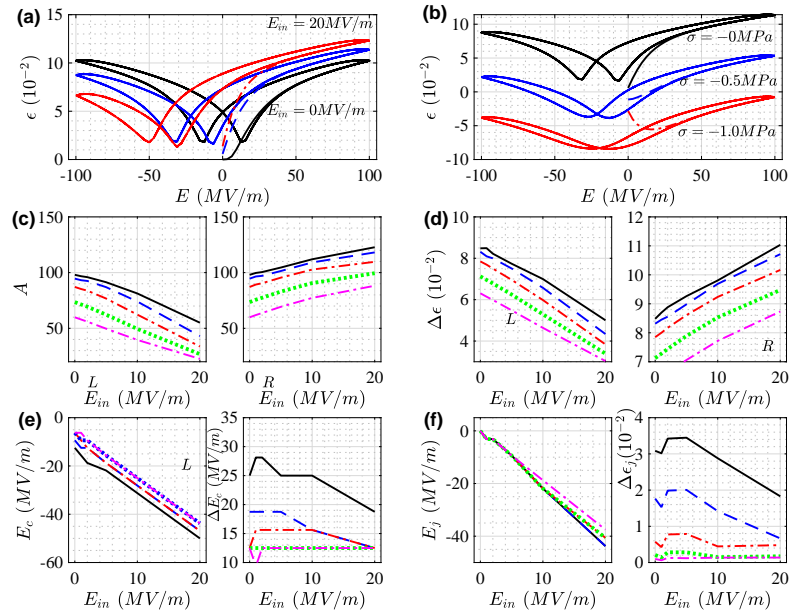 (a)
ϵ (10⁻²)
15
10
5
0
E_in = 20MV/m
E_in = 0MV/m
-100 -50 0 50 100
E (MV/m)
(b)
ϵ (10⁻²)
10
5
0
-5
10
σ = −0MPa
σ = −0.5MPa
σ = −1.0MPa
-100 -50 0 50 100
E (MV/m)
(c)
A
150
100
50
0 10 20
L
E_in (MV/m)
150
100
50
0 10 20
R
E_in (MV/m)
(d)
Δϵ (10⁻²)
10
8
6
4
L
0 10 20
E_in (MV/m)
12
11
10
9
8
7
R
0 10 20
E_in (MV/m)
(e)
E_c (MV/m)
0
-20
-40
-60
L
0 10 20
E_in (MV/m)
ΔE_c (MV/m)
35
30
25
20
15
10
0 10 20
E_in (MV/m)
(f)
E_j (MV/m)
0
-20
-40
0 10 20
E_in (MV/m)
Δϵ_j(10⁻²)
4
3
2
1
0
0 10 20
E_in (MV/m)